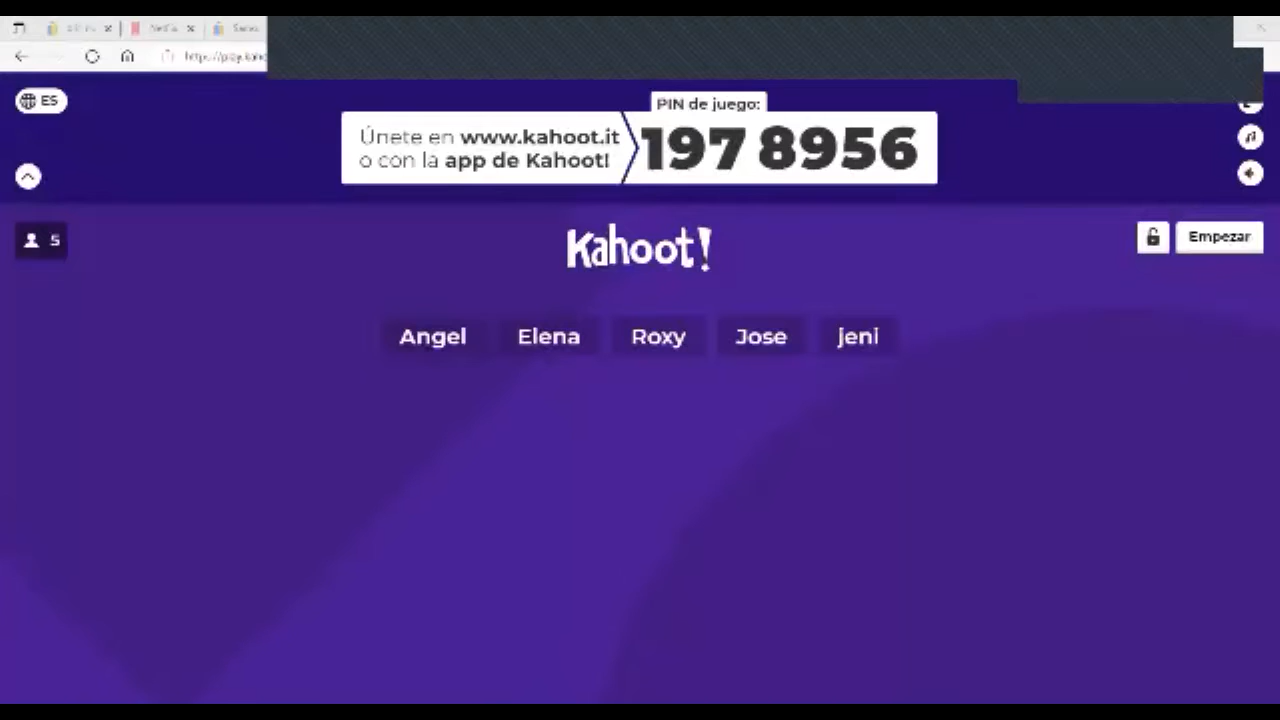 ES
PIN de juego:
Únete en www.kahoot.it
o con la app de Kahoot!
197 8956
5
Kahoot!
Empezar
Angel Elena Roxy Jose jeni